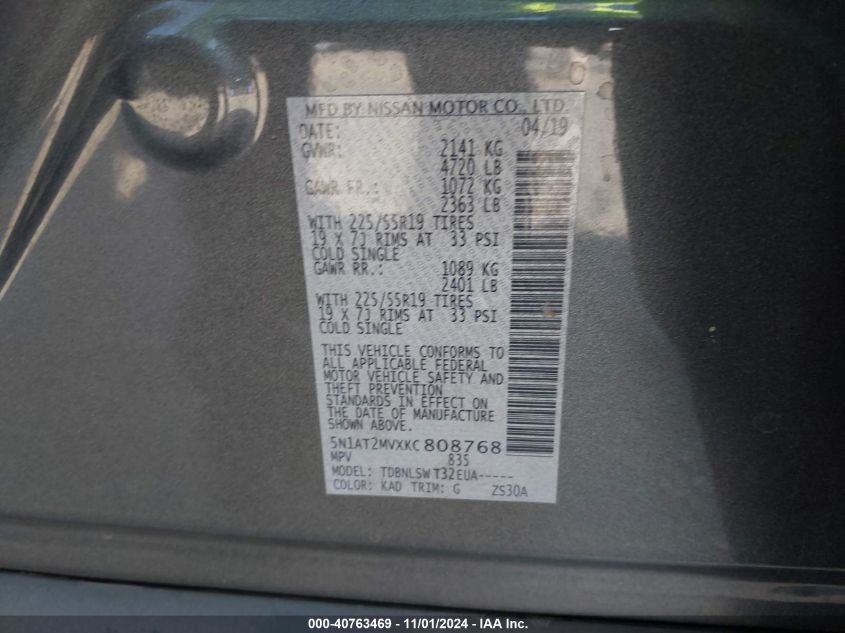 MFD BY NISSAN MOTOR CO., LTD.
DATE: 04/19
GVWR: 2141 KG
4720 LB
GAWR FR.: 1072 KG
2363 LB
WITH 225/55R19 TIRES
19 X 7J RIMS AT 33 PSI
COLD SINGLE
GAWR RR.: 1089 KG
2401 LB
WITH 225/55R19 TIRES
19 X 7J RIMS AT 33 PSI
COLD SINGLE
THIS VEHICLE CONFORMS TO
ALL APPLICABLE FEDERAL
MOTOR VEHICLE SAFETY AND
THEFT PREVENTION
STANDARDS IN EFFECT ON
THE DATE OF MANUFACTURE
SHOWN ABOVE.
5N1AT2MVXKC808768
MPV 835
MODEL: TDBNLSWT32EUA-----
COLOR: KAD TRIM: G ZS30A
000-40763469 - 11/01/2024 - IAA Inc.